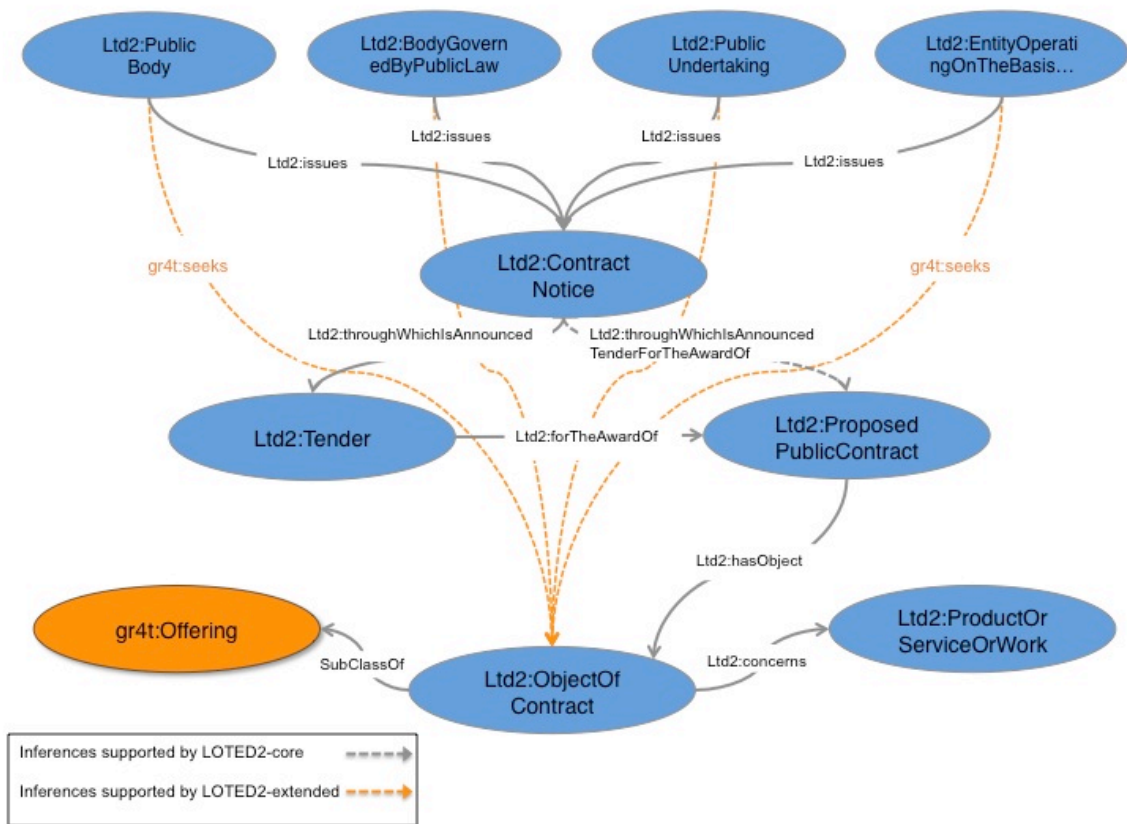 Ltd2:Public
Body
Ltd2:BodyGovern
edByPublicLaw
Ltd2:Public
Undertaking
Ltd2:EntityOperati
ngOnTheBasis...
Ltd2:issues
Ltd2:issues
Ltd2:issues
Ltd2:issues
gr4t:seeks
Ltd2:Contract
Notice
gr4t:seeks
Ltd2:throughWhichIsAnnounced
Ltd2:throughWhichIsAnnounced
TenderForTheAwardOf
Ltd2:Tender
Ltd2:forTheAwardOf
Ltd2:Proposed
PublicContract
Ltd2:hasObject
gr4t:Offering
SubClassOf
Ltd2:ObjectOf
Contract
Ltd2:concerns
Ltd2:ProductOr
ServiceOrWork
Inferences supported by LOTED2-core
Inferences supported by LOTED2-extended